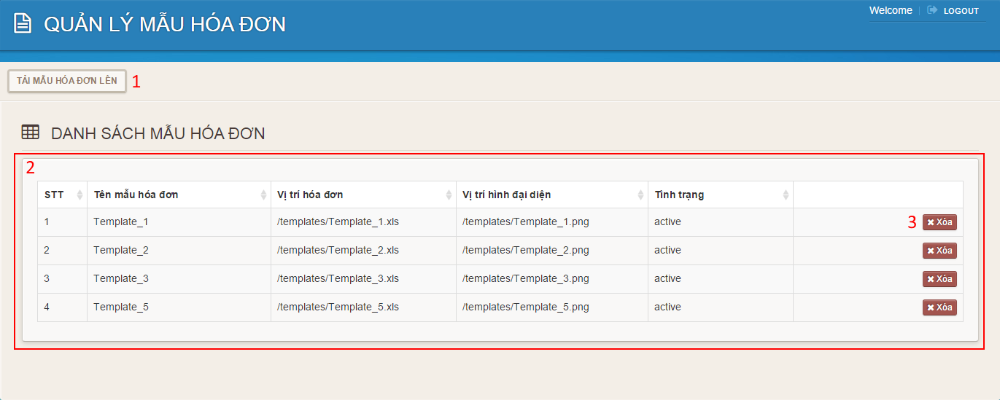 QUẢN LÝ MẪU HÓA ĐƠN
Welcome LOGOUT
TẢI MẪU HÓA ĐƠN LÊN 1
DANH SÁCH MẪU HÓA ĐƠN
2
STT Tên mẫu hóa đơn Vị trí hóa đơn Vị trí hình đại diện Tình trạng
1 Template_1 /templates/Template_1.xls /templates/Template_1.png active 3 Xóa
2 Template_2 /templates/Template_2.xls /templates/Template_2.png active Xóa
3 Template_3 /templates/Template_3.xls /templates/Template_3.png active Xóa
4 Template_5 /templates/Template_5.xls /templates/Template_5.png active Xóa